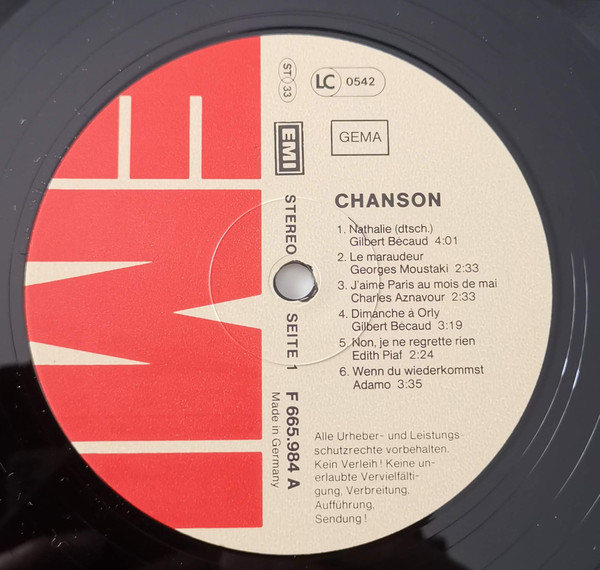 EMI
ST 33
LC 0542
EMI
GEMA
STEREO
SEITE 1
F 665.984 A
Made in Germany
CHANSON
1. Nathalie (dtsch.)
Gilbert Bécaud 4:01
2. Le maraudeur
Georges Moustaki 2:33
3. J'aime Paris au mois de mai
Charles Aznavour 2:33
4. Dimanche á Orly
Gilbert Bécaud 3:19
5. Non, je ne regrette rien
Edith Piaf 2:24
6. Wenn du wiederkommst
Adamo 3:35
Alle Urheber- und Leistungs-
schutzrechte vorbehalten.
Kein Verleih! Keine un-
erlaubte Vervielfälti-
gung, Verbreitung,
Aufführung,
Sendung!